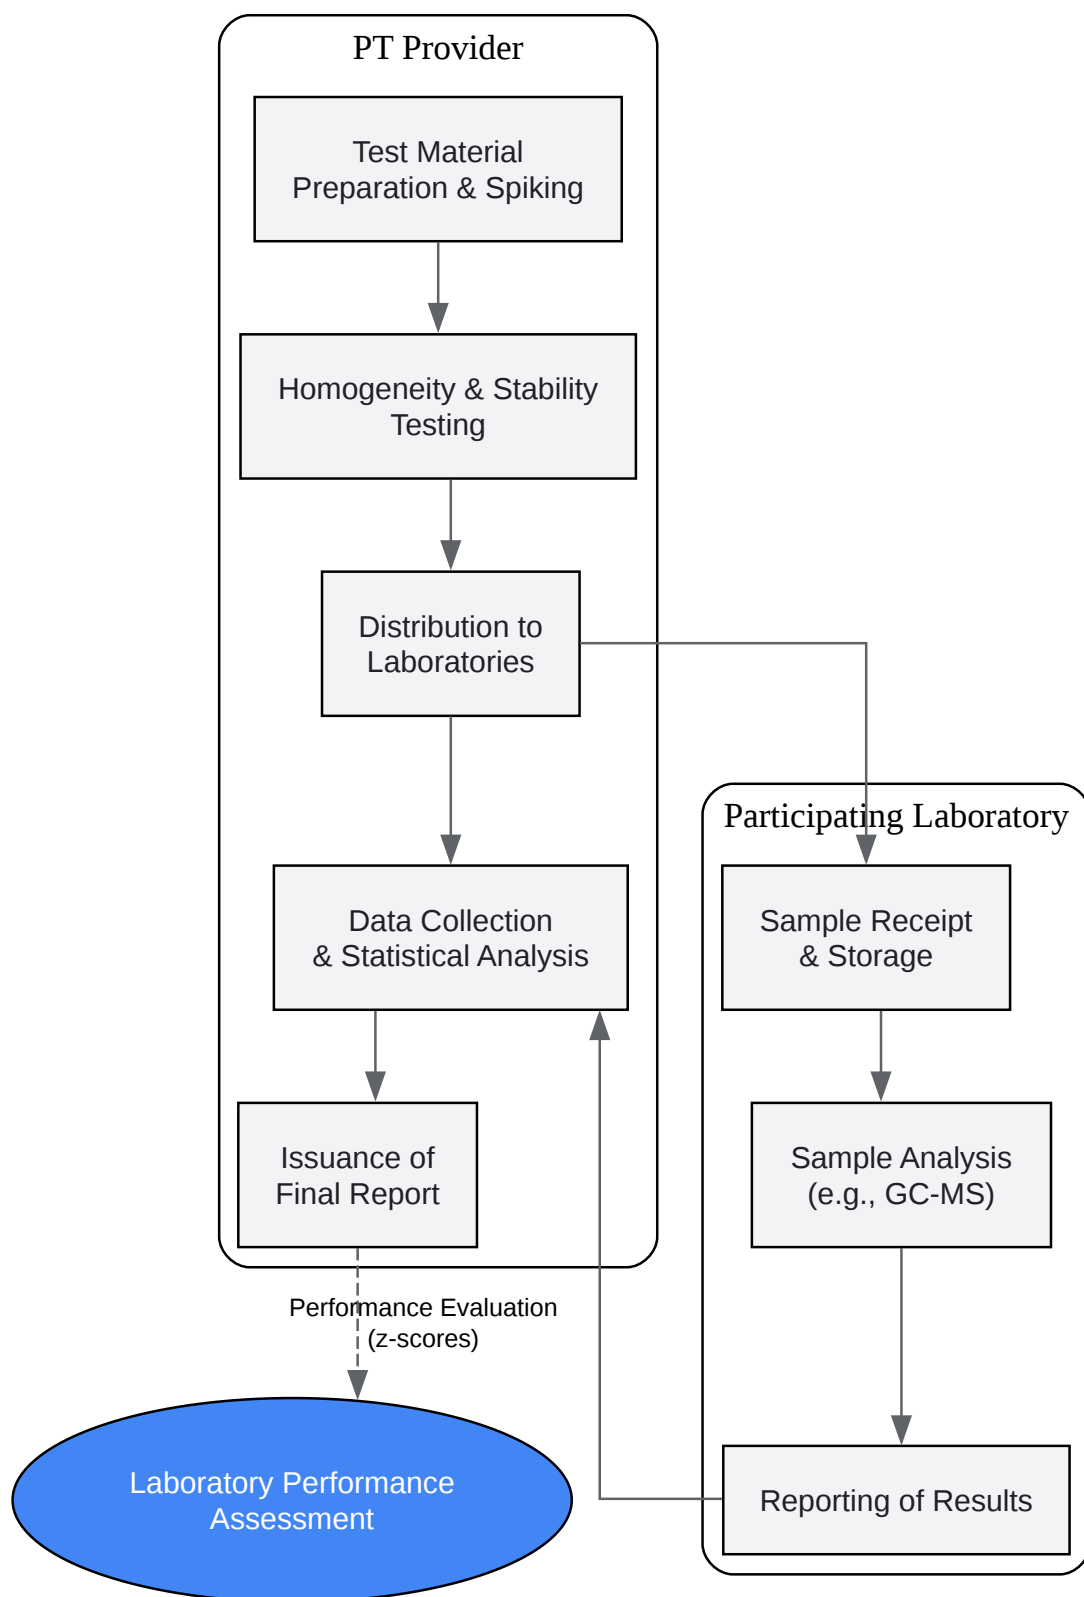 PT Provider
Test Material
Preparation & Spiking
Homogeneity & Stability
Testing
Distribution to
Laboratories
Data Collection
& Statistical Analysis
Issuance of
Final Report
Performance Evaluation
(z-scores)
Laboratory Performance
Assessment
Participating Laboratory
Sample Receipt
& Storage
Sample Analysis
(e.g., GC-MS)
Reporting of Results